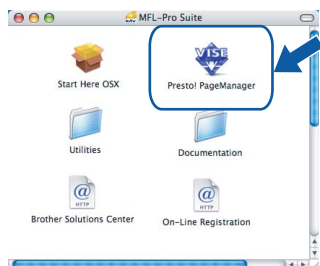 MFL-Pro Suite
VISE
Start Here OSX
Presto! PageManager
Utilities
Documentation
HTTP
HTTP
Brother Solutions Center
On-Line Registration